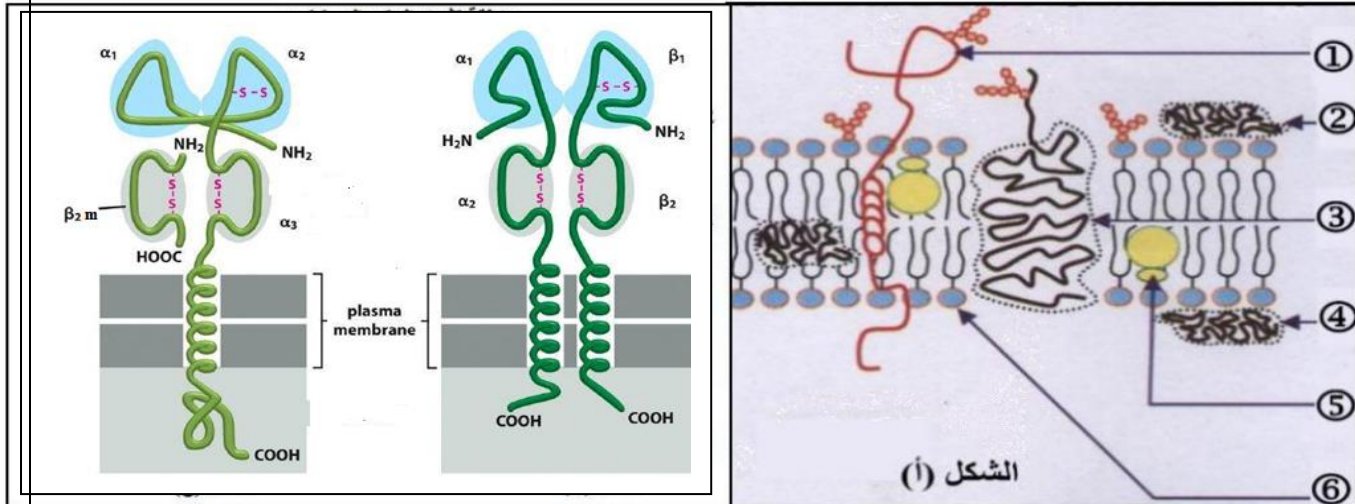 α1
α2
S
S
NH2
NH2
S
S
S
S
β2 m
α3
HOOC
COOH
plasma
membrane
α1
β1
S
S
H2N
NH2
S
S
S
S
α2
β2
COOH
COOH
①
②
③
④
⑤
⑥
الشكل (أ)